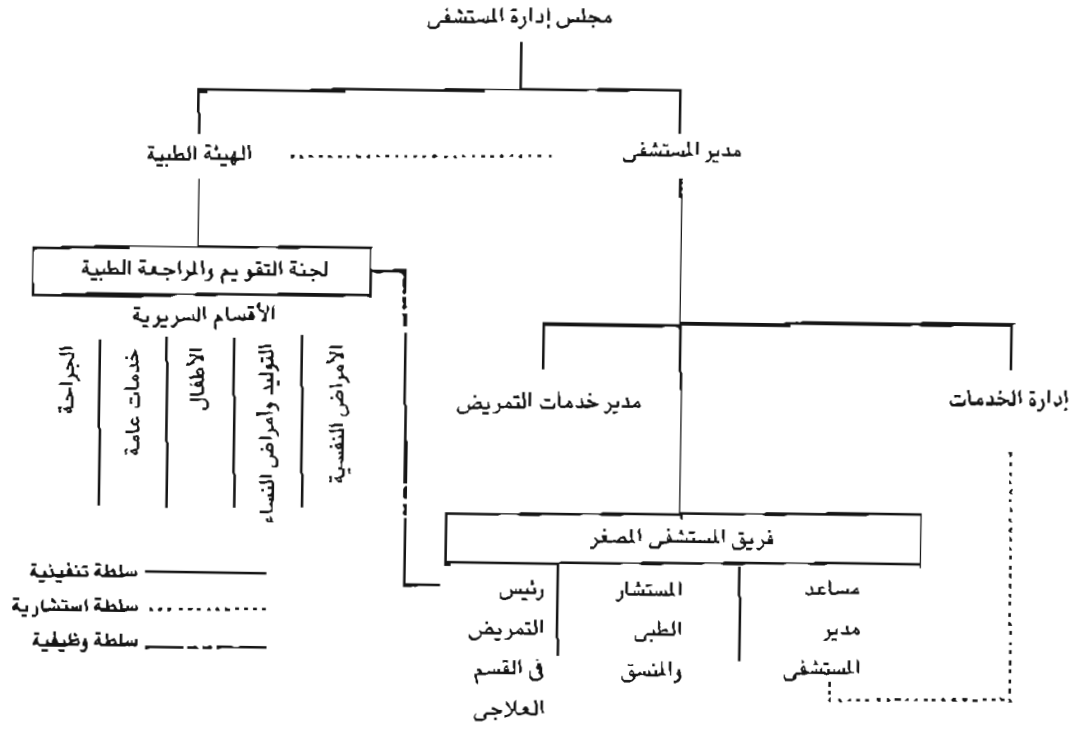 مجلس إدارة المستشفى
مدير المستشفى
الهيئة الطبية
لجنة التقويم والمراجعة الطبية
الأقسام السريرية
الأمراض النفسية
التوليد وأمراض النساء
الأطفال
خدمات عامة
الجراحة
إدارة الخدمات
مدير خدمات التمريض
فريق المستشفى المصغر
مساعد
مدير
المستشفى
المستشار
الطبى
والمنسق
رئيس
التمريض
فى القسم
العلاجى
سلطة تنفيذية
سلطة استشارية
سلطة وظيفية